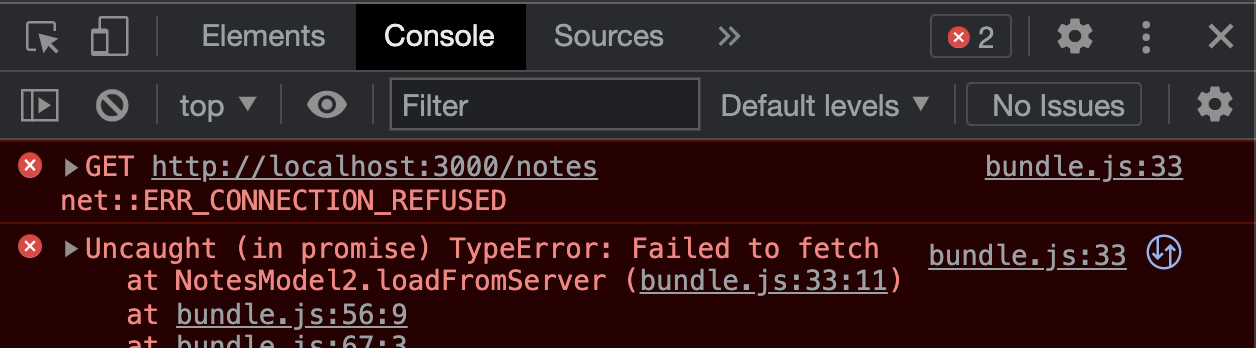 Elements Console Sources 2
top Filter Default levels No Issues
GET http://localhost:3000/notes bundle.js:33
net::ERR_CONNECTION_REFUSED
Uncaught (in promise) TypeError: Failed to fetch bundle.js:33
at NotesModel2.loadFromServer (bundle.js:33:11)
at bundle.js:56:9
at bundle.js:67:3